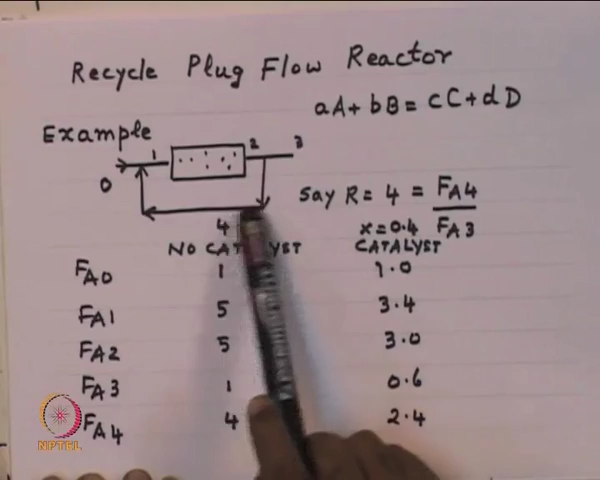 Recycle Plug Flow Reactor
aA + bB = cC + dD
Example
1 2 3
0
say R = 4 = FA4 / FA3
4 x = 0.4
NO CATALYST CATALYST
FA0 1 1.0
FA1 5 3.4
FA2 5 3.0
FA3 1 0.6
FA4 4 2.4
NPTEL